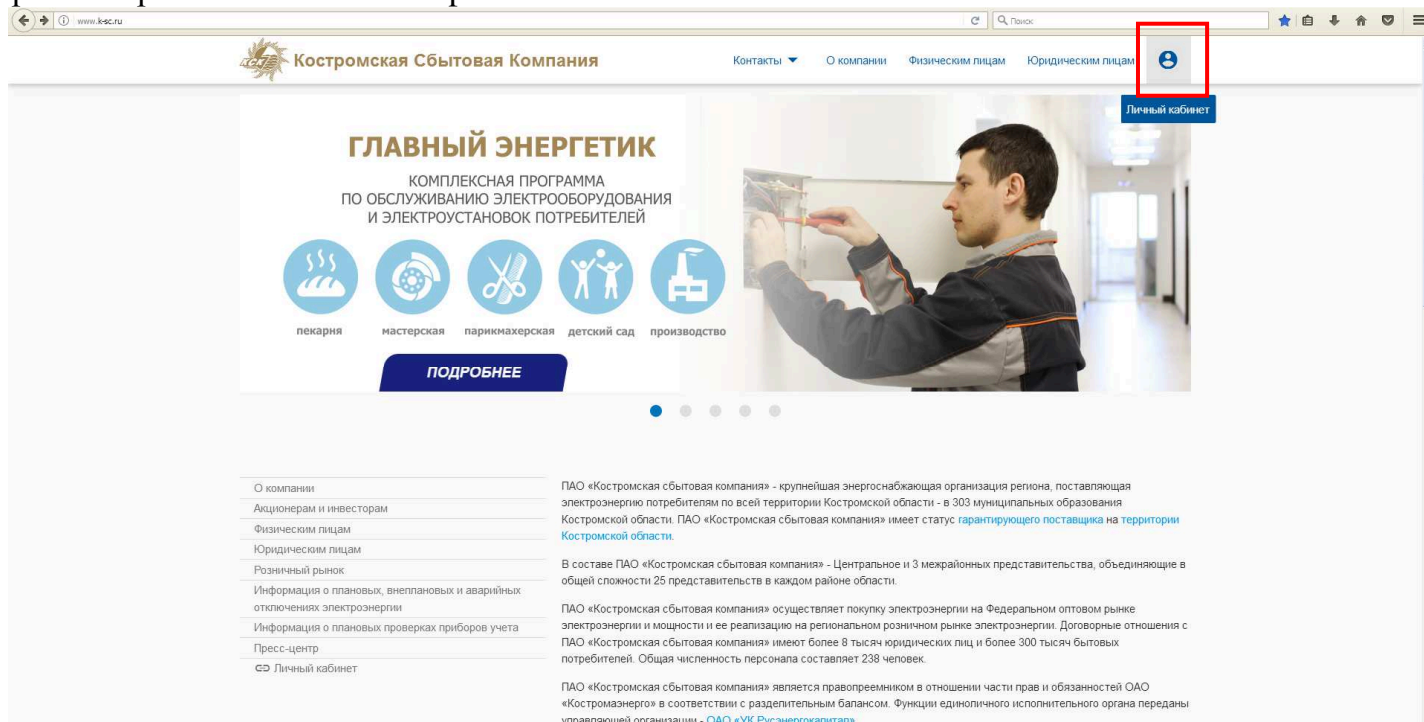 www.k-sc.ru
Поиск
Костромская Сбытовая Компания
Контакты
О компании
Физическим лицам
Юридическим лицам
Личный кабинет
ГЛАВНЫЙ ЭНЕРГЕТИК
КОМПЛЕКСНАЯ ПРОГРАММА
ПО ОБСЛУЖИВАНИЮ ЭЛЕКТРООБОРУДОВАНИЯ
И ЭЛЕКТРОУСТАНОВОК ПОТРЕБИТЕЛЕЙ
пекарня
мастерская
парикмахерская
детский сад
производство
ПОДРОБНЕЕ
О компании
Акционерам и инвесторам
Физическим лицам
Юридическим лицам
Розничный рынок
Информация о плановых, внеплановых и аварийных
отключениях электроэнергии
Информация о плановых проверках приборов учета
Пресс-центр
Личный кабинет
ПАО «Костромская сбытовая компания» - крупнейшая энергоснабжающая организация региона, поставляющая
электроэнергию потребителям по всей территории Костромской области - в 303 муниципальных образования
Костромской области. ПАО «Костромская сбытовая компания» имеет статус гарантирующего поставщика на территории
Костромской области.
В составе ПАО «Костромская сбытовая компания» - Центральное и 3 межрайонных представительства, объединяющие в
общей сложности 25 представительств в каждом районе области.
ПАО «Костромская сбытовая компания» осуществляет покупку электроэнергии на Федеральном оптовом рынке
электроэнергии и мощности и ее реализацию на региональном розничном рынке электроэнергии. Договорные отношения с
ПАО «Костромская сбытовая компания» имеют более 8 тысяч юридических лиц и более 300 тысяч бытовых
потребителей. Общая численность персонала составляет 238 человек.
ПАО «Костромская сбытовая компания» является правопреемником в отношении части прав и обязанностей ОАО
«Костромаэнерго» в соответствии с разделительным балансом. Функции единоличного исполнительного органа переданы
управляющей организации - ОАО «УК Русэнергокапитал»